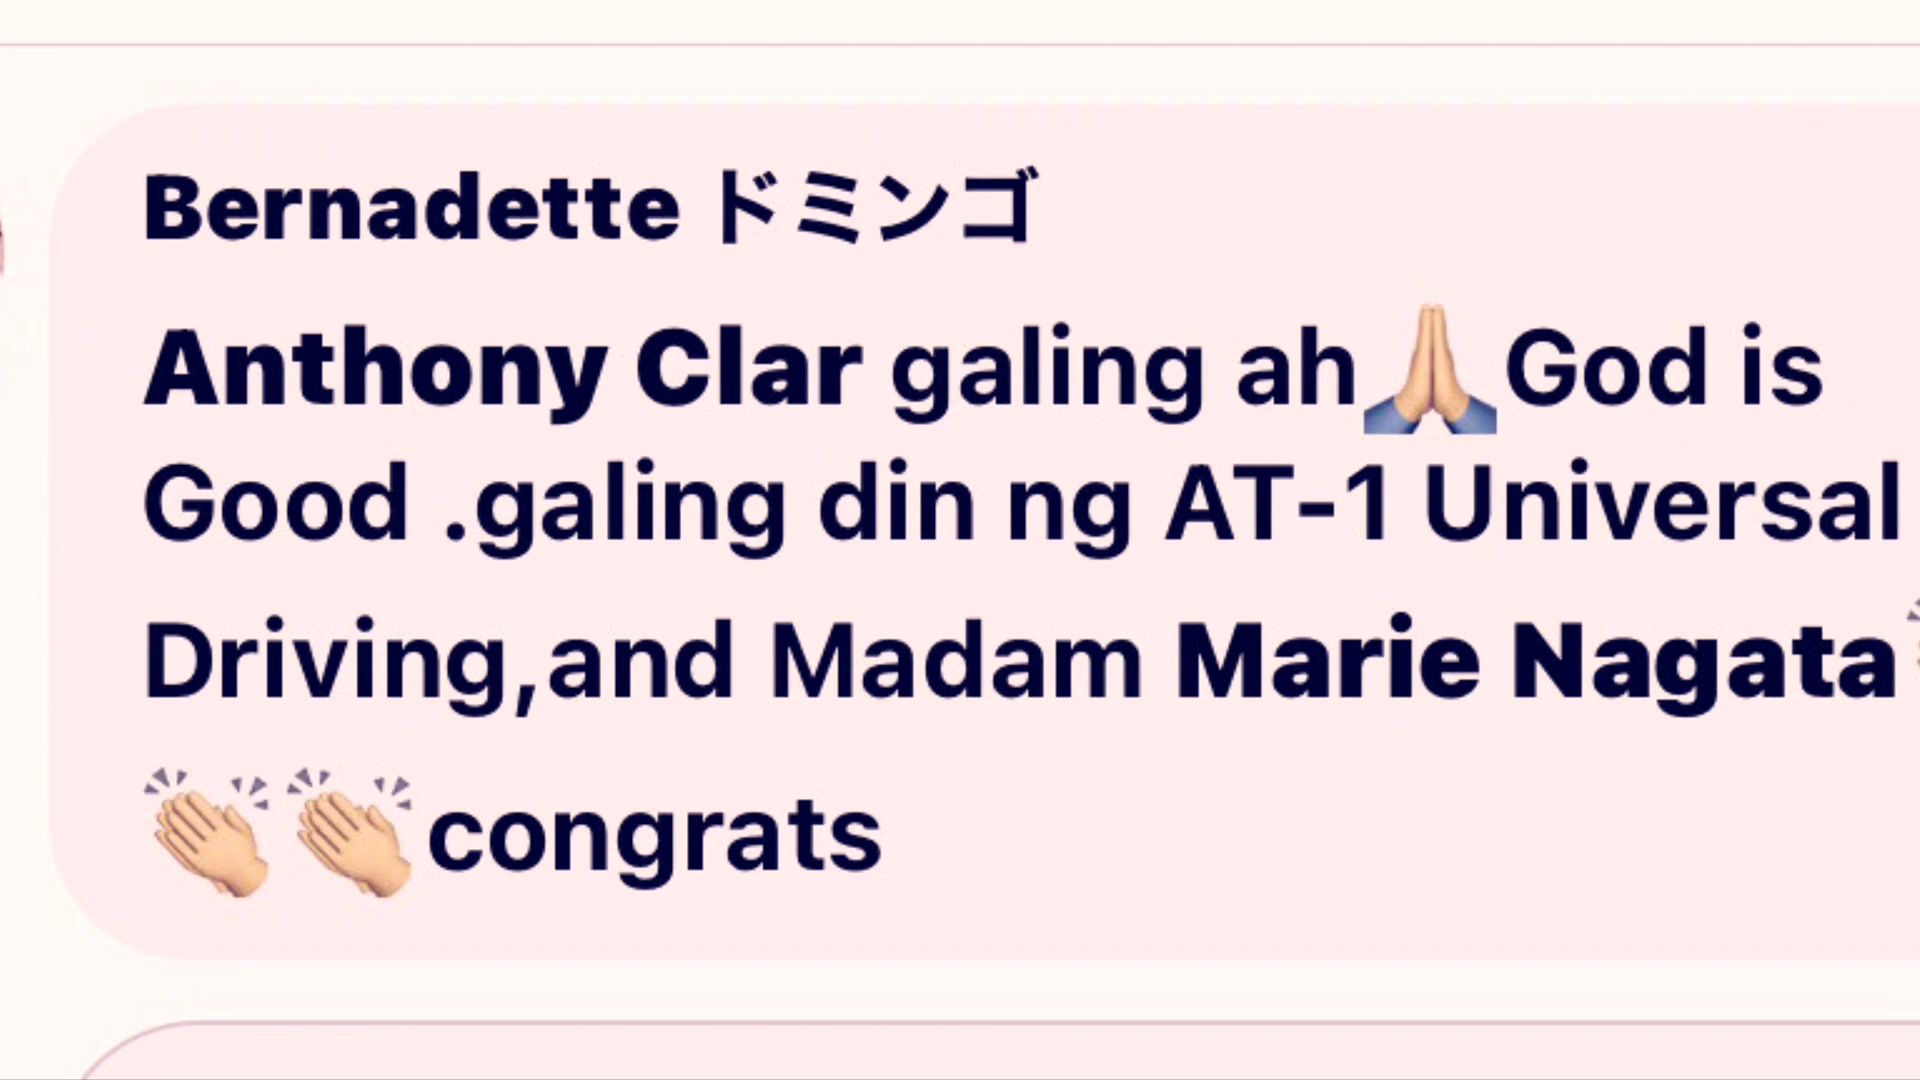 Bernadette ドミンゴ
Anthony Clar galing ah🙏🏼God is
Good .galing din ng AT-1 Universal
Driving,and Madam Marie Nagata
👏🏼👏🏼congrats